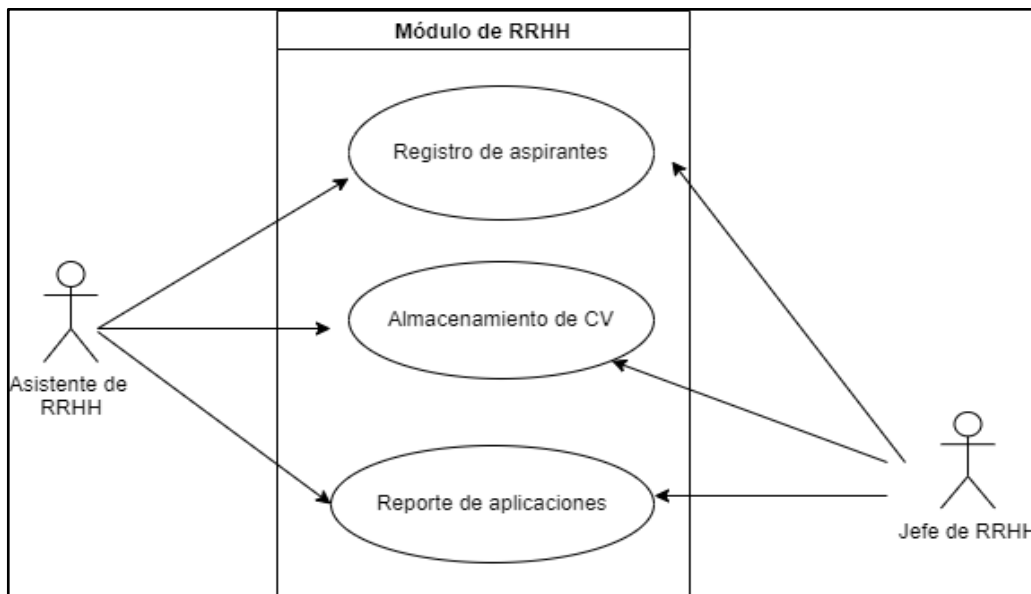 Módulo de RRHH
Registro de aspirantes
Almacenamiento de CV
Asistente de
RRHH
Reporte de aplicaciones
Jefe de RRHH